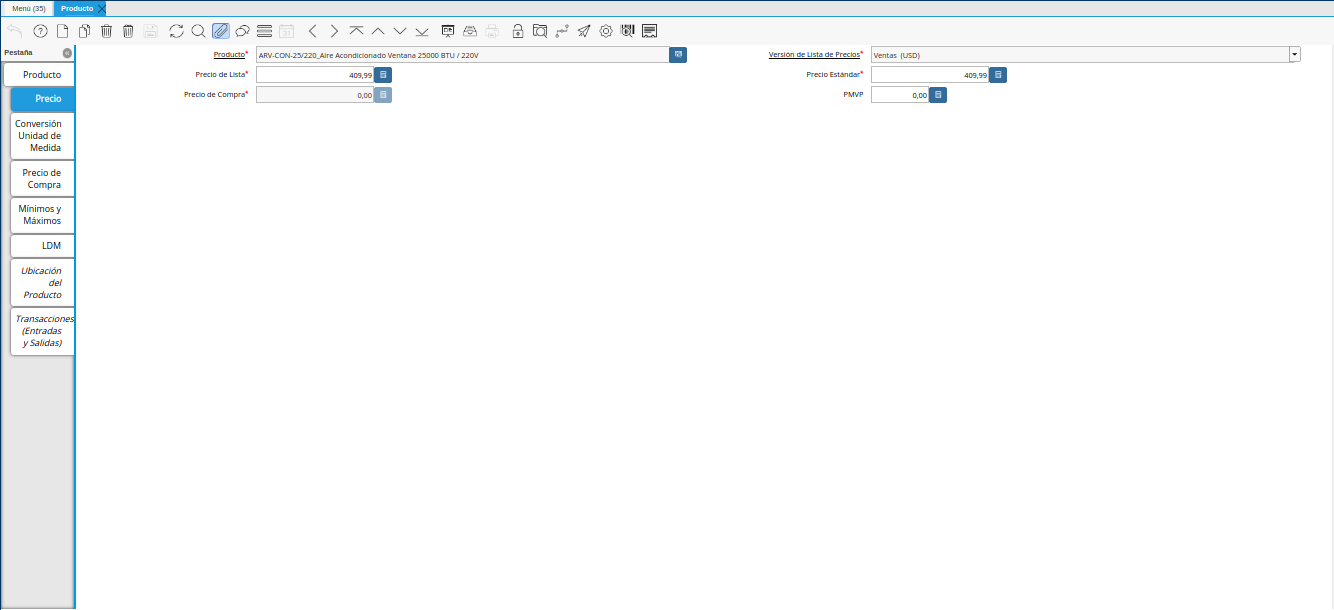 Menú (35)
Producto
Pestaña
Producto
Precio
Conversión
Unidad de
Medida
Precio de
Compra
Mínimos y
Máximos
LDM
Ubicación
del
Producto
Transacciones
(Entradas
y Salidas)
Producto* ARV-CON-25/220_Aire Acondicionado Ventana 25000 BTU / 220V Versión de Lista de Precios* Ventas (USD)
Precio de Lista* 409,99 Precio Estándar* 409,99
Precio de Compra* 0,00 PMVP 0,00